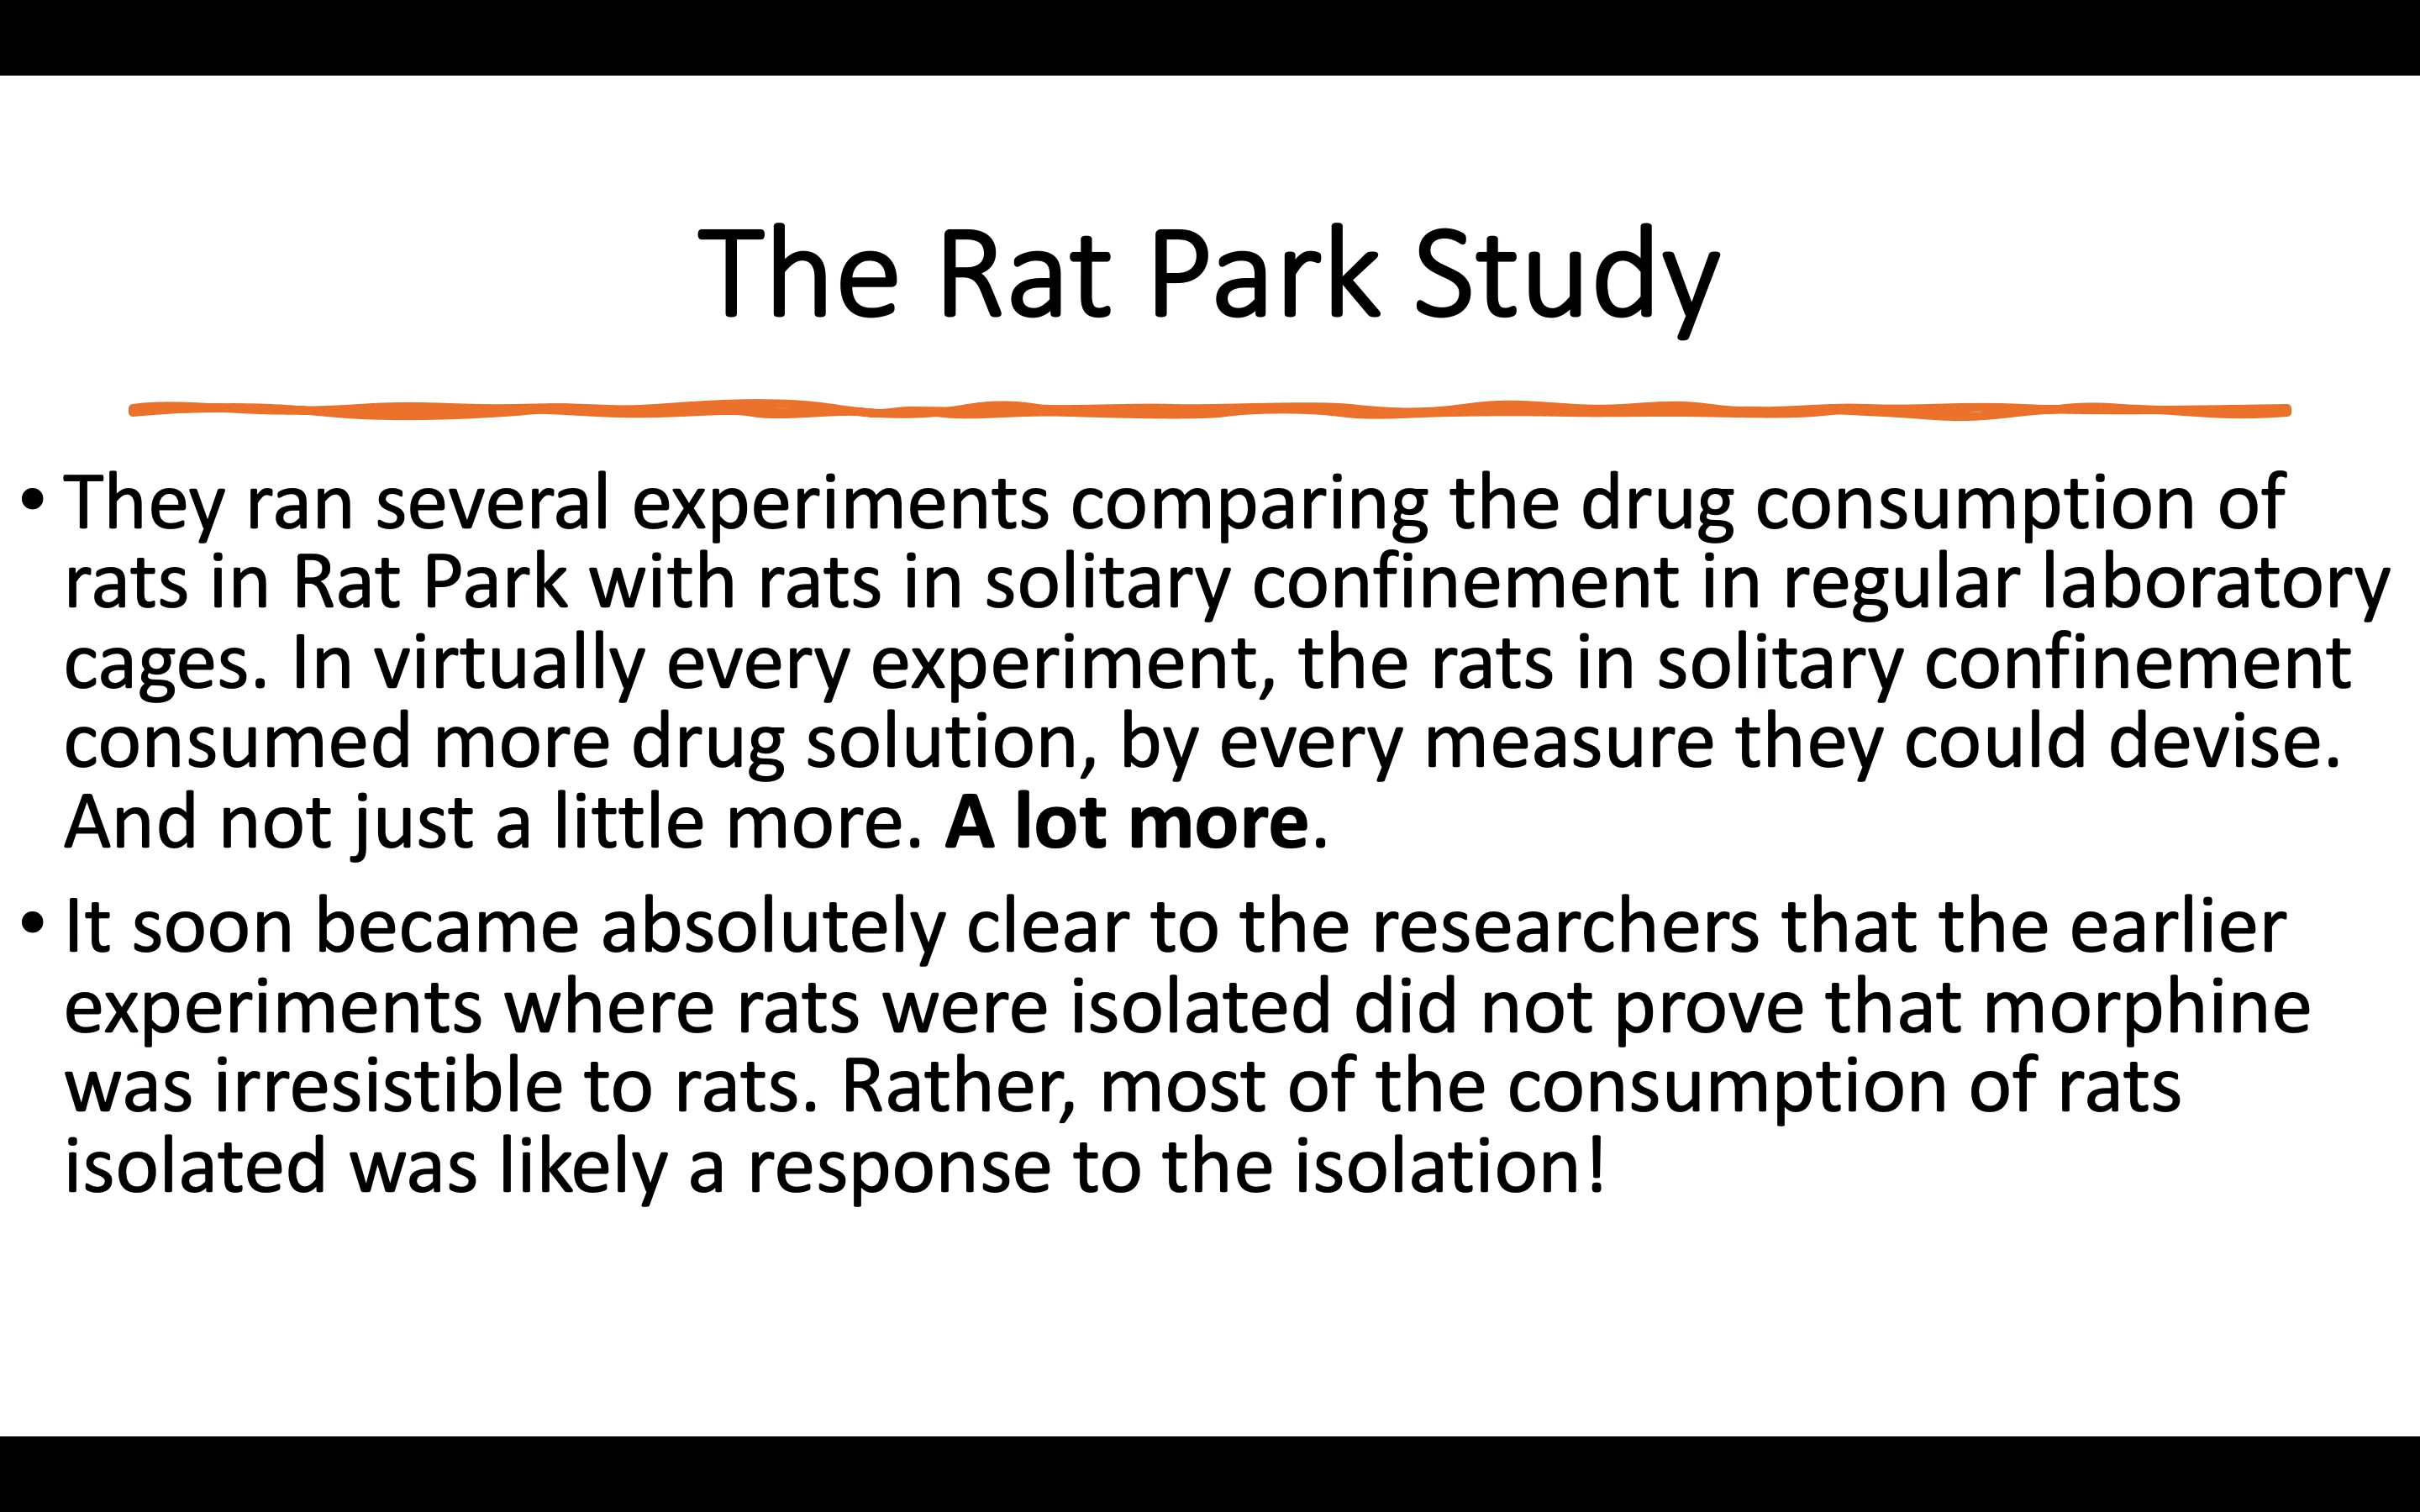 The Rat Park Study
• They ran several experiments comparing the drug consumption of
rats in Rat Park with rats in solitary confinement in regular laboratory
cages. In virtually every experiment, the rats in solitary confinement
consumed more drug solution, by every measure they could devise.
And not just a little more. A lot more.
• It soon became absolutely clear to the researchers that the earlier
experiments where rats were isolated did not prove that morphine
was irresistible to rats. Rather, most of the consumption of rats
isolated was likely a response to the isolation!